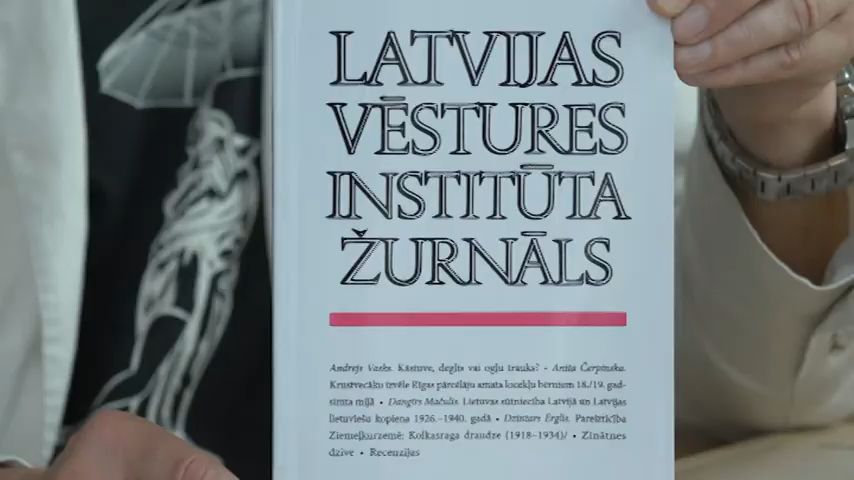 LATVIJAS
VĒSTURES
INSTITŪTA
ŽURNĀLS
Andrejs Vasks. Kāstuve, deglis vai ogļu trauks? • Anita Čerpinska.
Krustvecāku izvēle Rīgas pārcēlāju amata locekļu bērniem 18./19. gad-
simta mijā • Dangirs Mačulis. Lietuvas sūtniecība Latvijā un Latvijas
lietuviešu kopiena 1926.–1940. gadā • Dzintars Ērglis. Pareizticība
Ziemeļkurzemē: Kolkasraga draudze (1918–1934)/ • Zinātnes
dzīve • Recenzijas